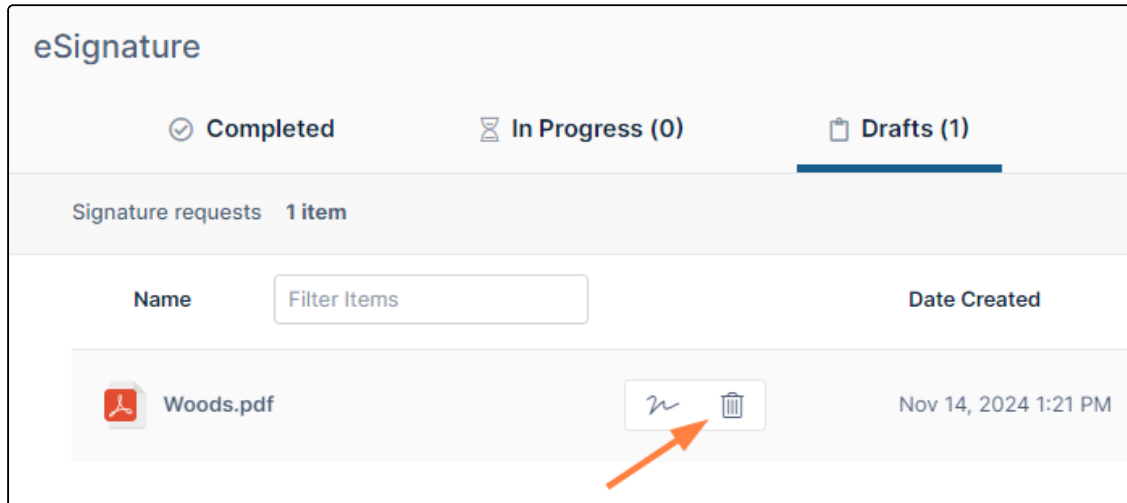 eSignature
Completed In Progress (0) Drafts (1)
Signature requests 1 item
Name Filter Items Date Created
Woods.pdf Nov 14, 2024 1:21 PM